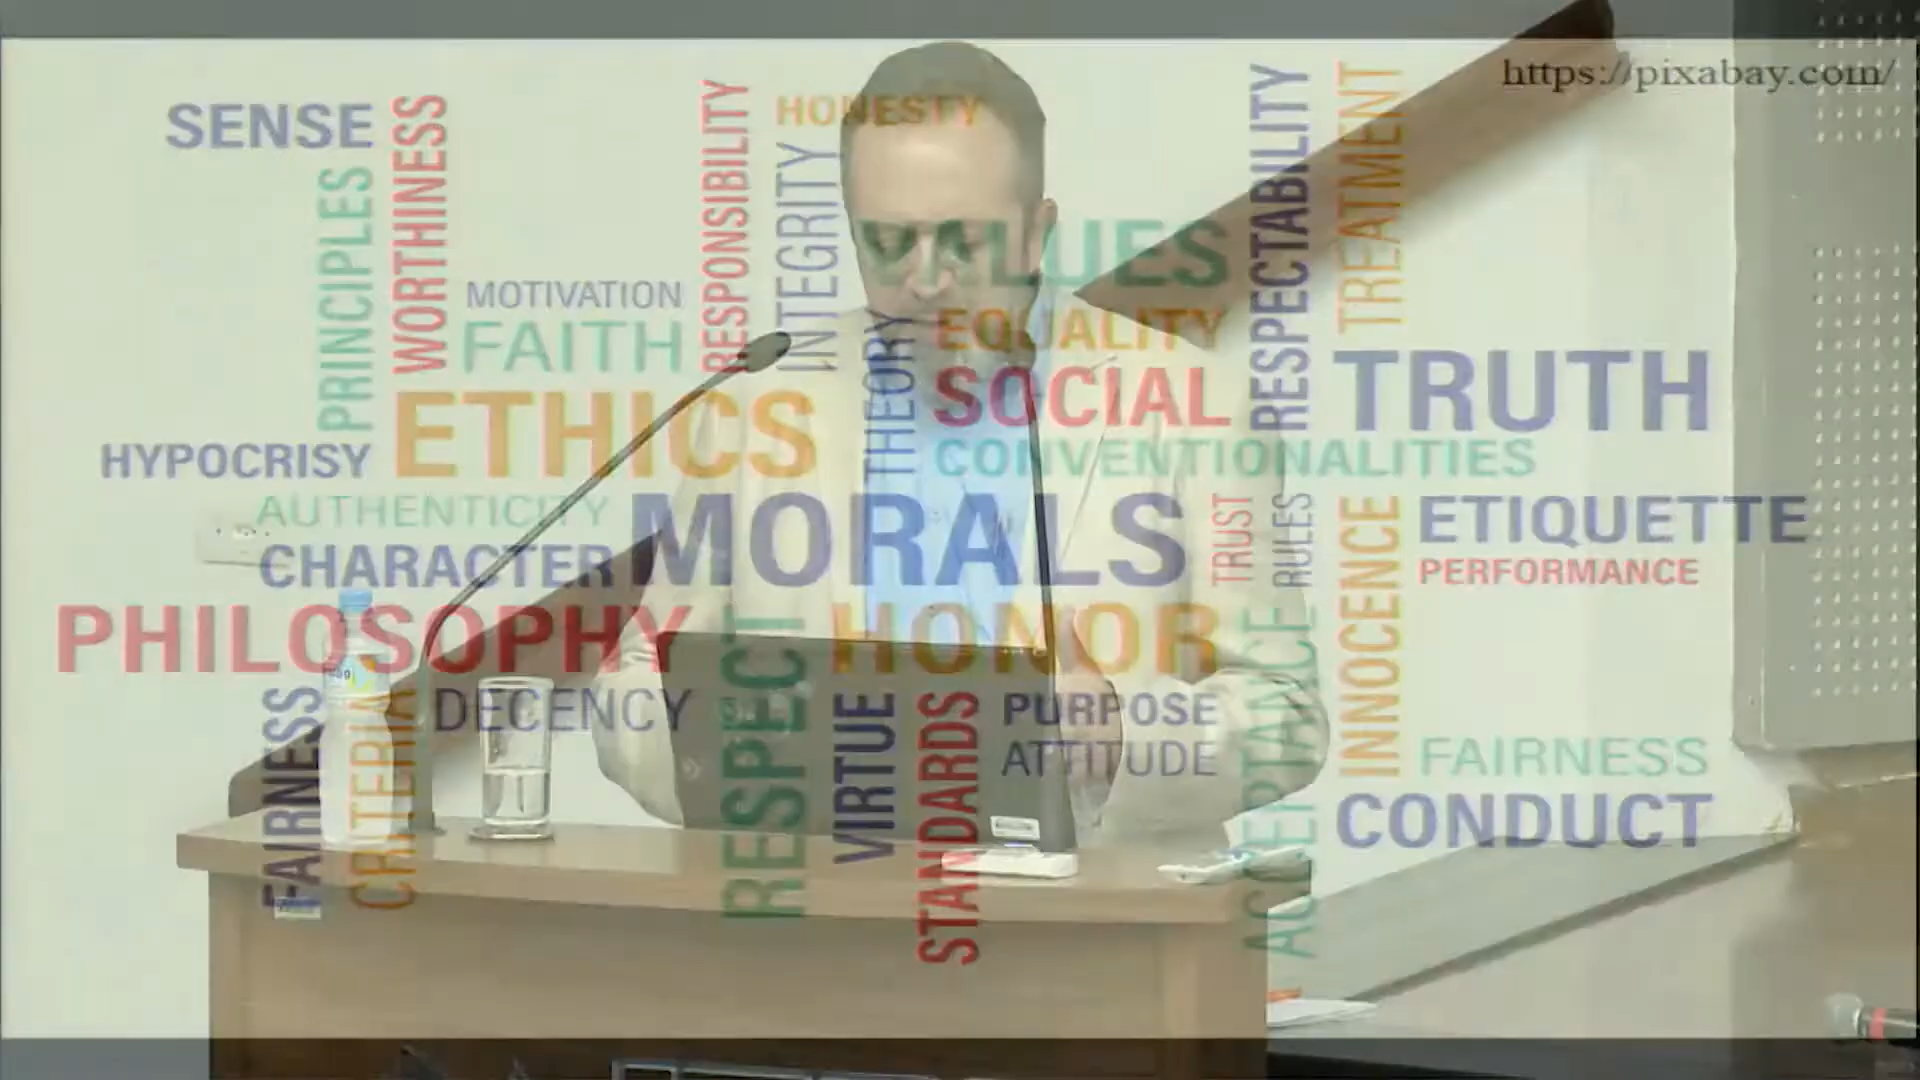 https://pixabay.com/
SENSE
PRINCIPLES
WORTHINESS
RESPONSIBILITY
HONESTY
INTEGRITY
VALUES
RESPECTABILITY
TREATMENT
MOTIVATION
FAITH
THEORY
EQUALITY
SOCIAL
TRUTH
HYPOCRISY
ETHICS
CONVENTIONALITIES
AUTHENTICITY
CHARACTER
MORALS
TRUST
RULES
INNOCENCE
ETIQUETTE
PERFORMANCE
PHILOSOPHY
RESPECT
HONOR
ACCEPTANCE
FAIRNESS
CRITERIA
DECENCY
VIRTUE
STANDARDS
PURPOSE
ATTITUDE
FAIRNESS
CONDUCT